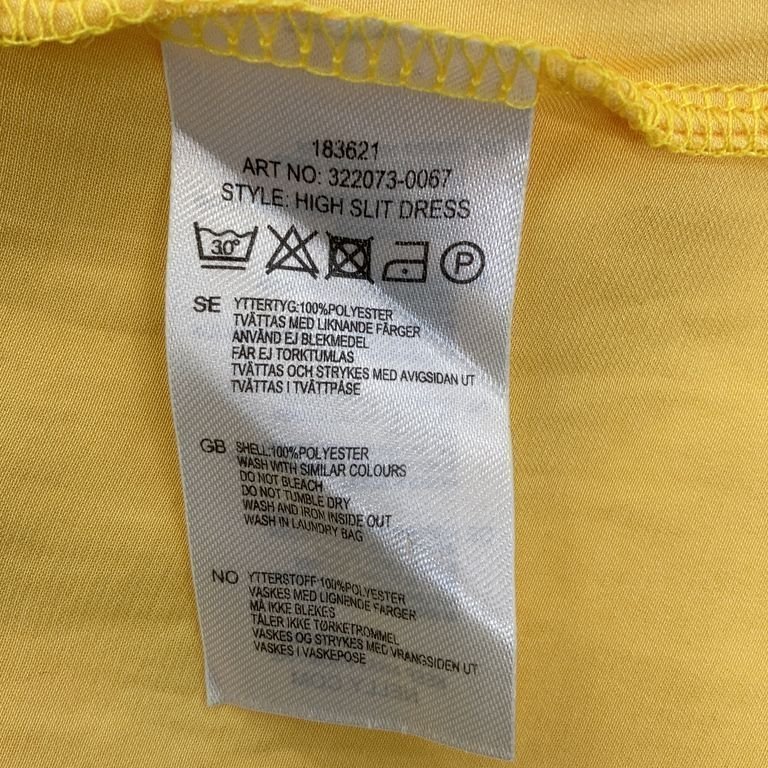 183621
ART NO: 322073-0067
STYLE: HIGH SLIT DRESS
30° P
SE YTTERTYG:100%POLYESTER
TVÄTTAS MED LIKNANDE FÄRGER
ANVÄND EJ BLEKMEDEL
FÅR EJ TORKTUMLAS
TVÄTTAS OCH STRYKES MED AVIGSIDAN UT
TVÄTTAS I TVÄTTPÅSE
GB SHELL:100%POLYESTER
WASH WITH SIMILAR COLOURS
DO NOT BLEACH
DO NOT TUMBLE DRY
WASH AND IRON INSIDE OUT
WASH IN LAUNDRY BAG
NO YTTERSTOFF:100%POLYESTER
VASKES MED LIGNENDE FARGER
MÅ IKKE BLEKES
TÅLER IKKE TØRKETROMMEL
VASKES OG STRYKES MED VRANGSIDEN UT
VASKES I VASKEPOSE
NELLY.COM